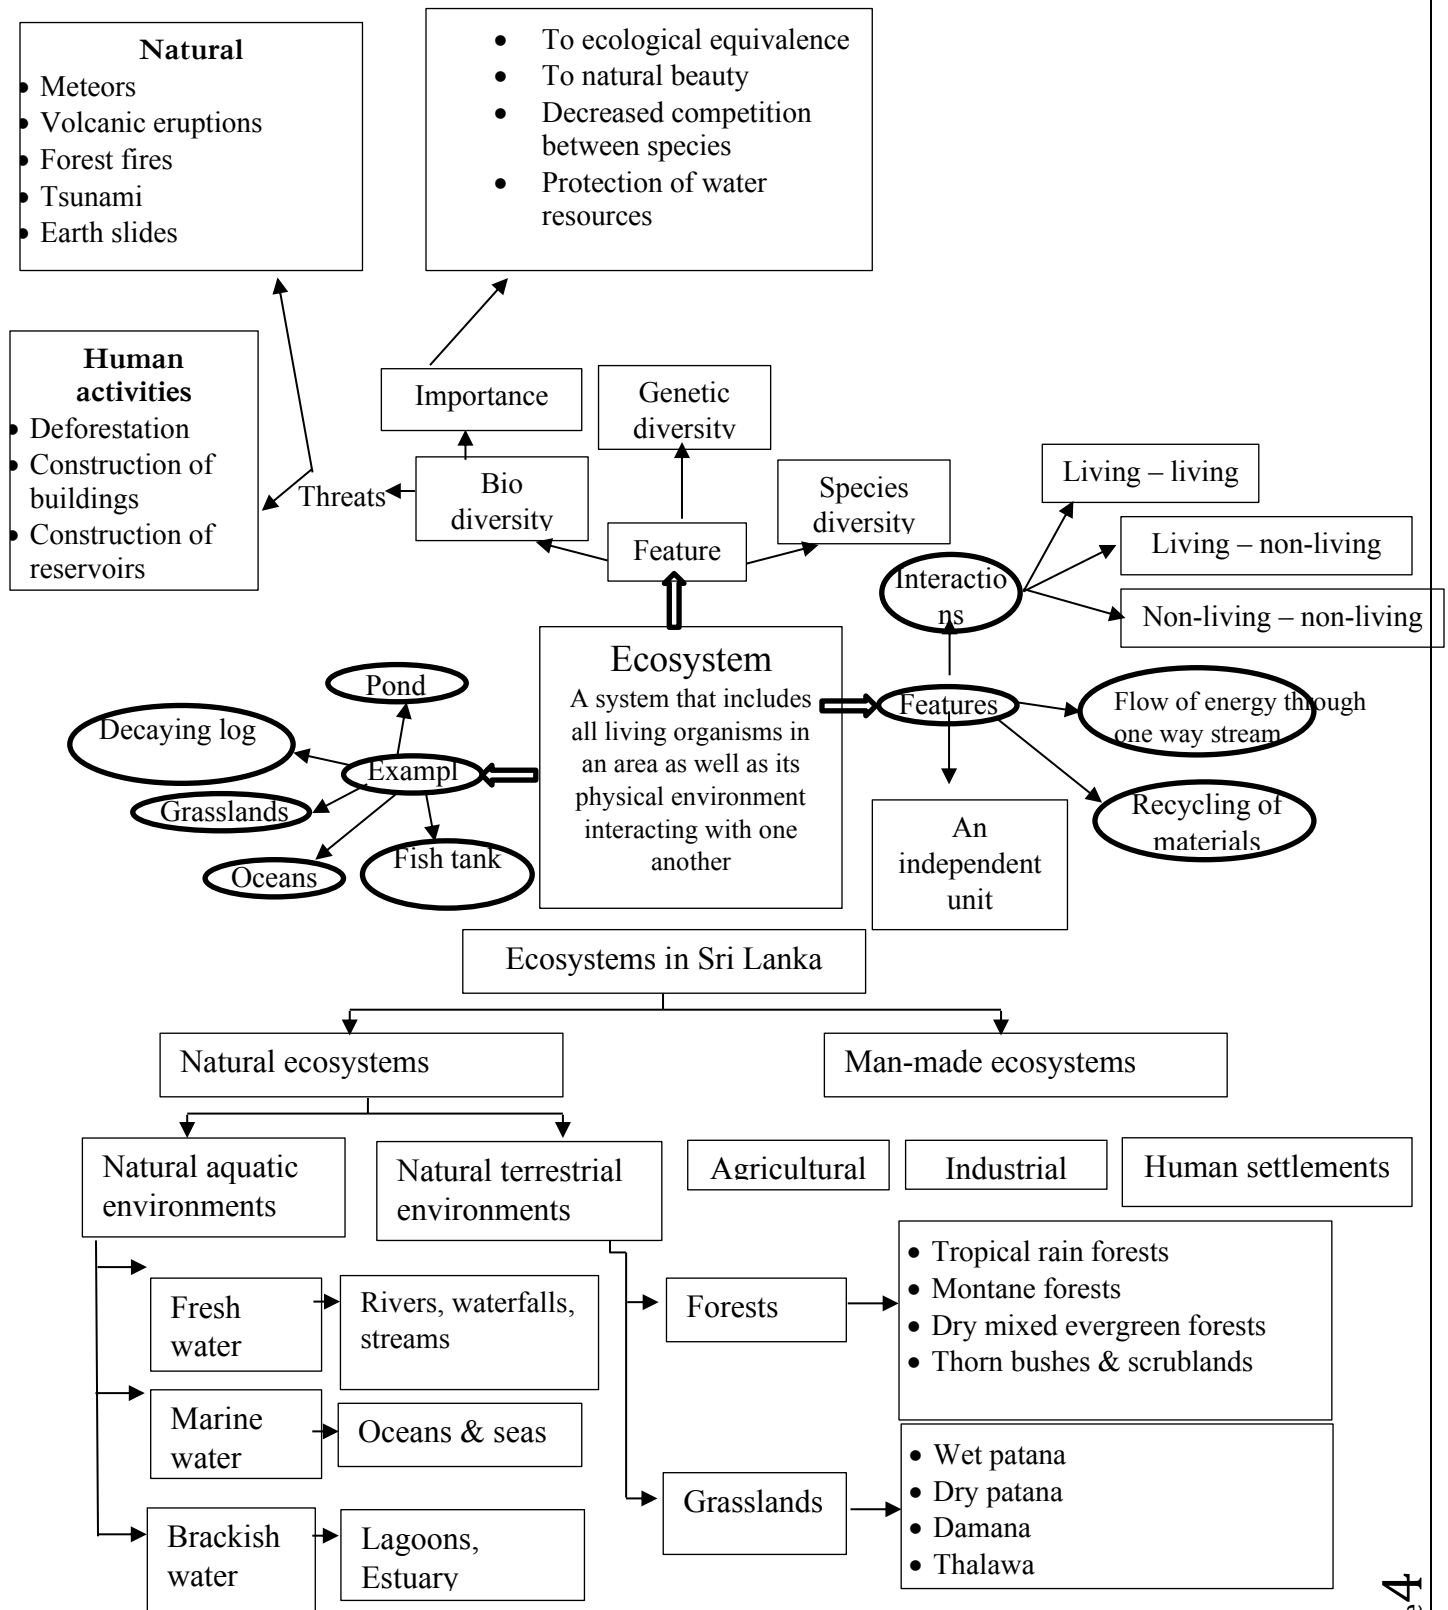 Natural
• Meteors
• Volcanic eruptions
• Forest fires
• Tsunami
• Earth slides
• To ecological equivalence
• To natural beauty
• Decreased competition
between species
• Protection of water
resources
Human
activities
• Deforestation
• Construction of
buildings
• Construction of
reservoirs
Importance
Genetic
diversity
Threats
Bio
diversity
Feature
Species
diversity
Living – living
Living – non-living
Non-living – non-living
Interactio
ns
Ecosystem
A system that includes
all living organisms in
an area as well as its
physical environment
interacting with one
another
Features
Flow of energy through
one way stream
Recycling of
materials
An
independent
unit
Pond
Decaying log
Exampl
Grasslands
Oceans
Fish tank
Ecosystems in Sri Lanka
Natural ecosystems
Man-made ecosystems
Natural aquatic
environments
Natural terrestrial
environments
Agricultural
Industrial
Human settlements
Fresh
water
Rivers, waterfalls,
streams
Marine
water
Oceans & seas
Brackish
water
Lagoons,
Estuary
Forests
• Tropical rain forests
• Montane forests
• Dry mixed evergreen forests
• Thorn bushes & scrublands
Grasslands
• Wet patana
• Dry patana
• Damana
• Thalawa
4